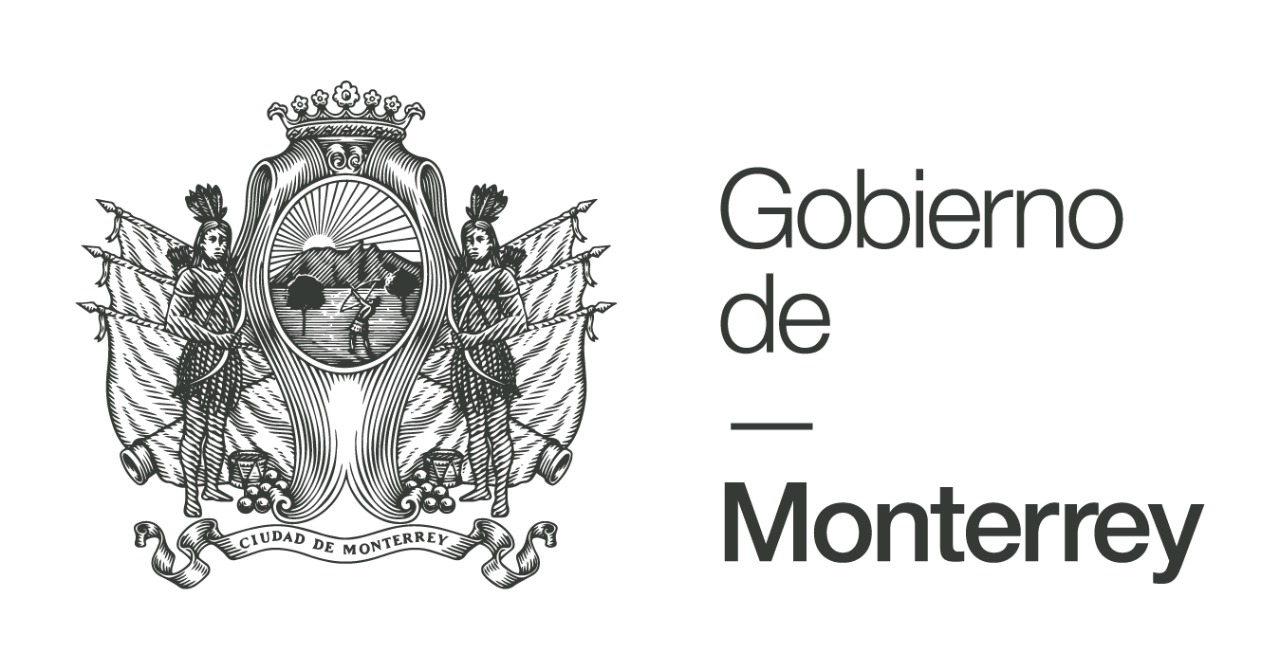 CIUDAD DE MONTERREY
Gobierno
de
—
Monterrey